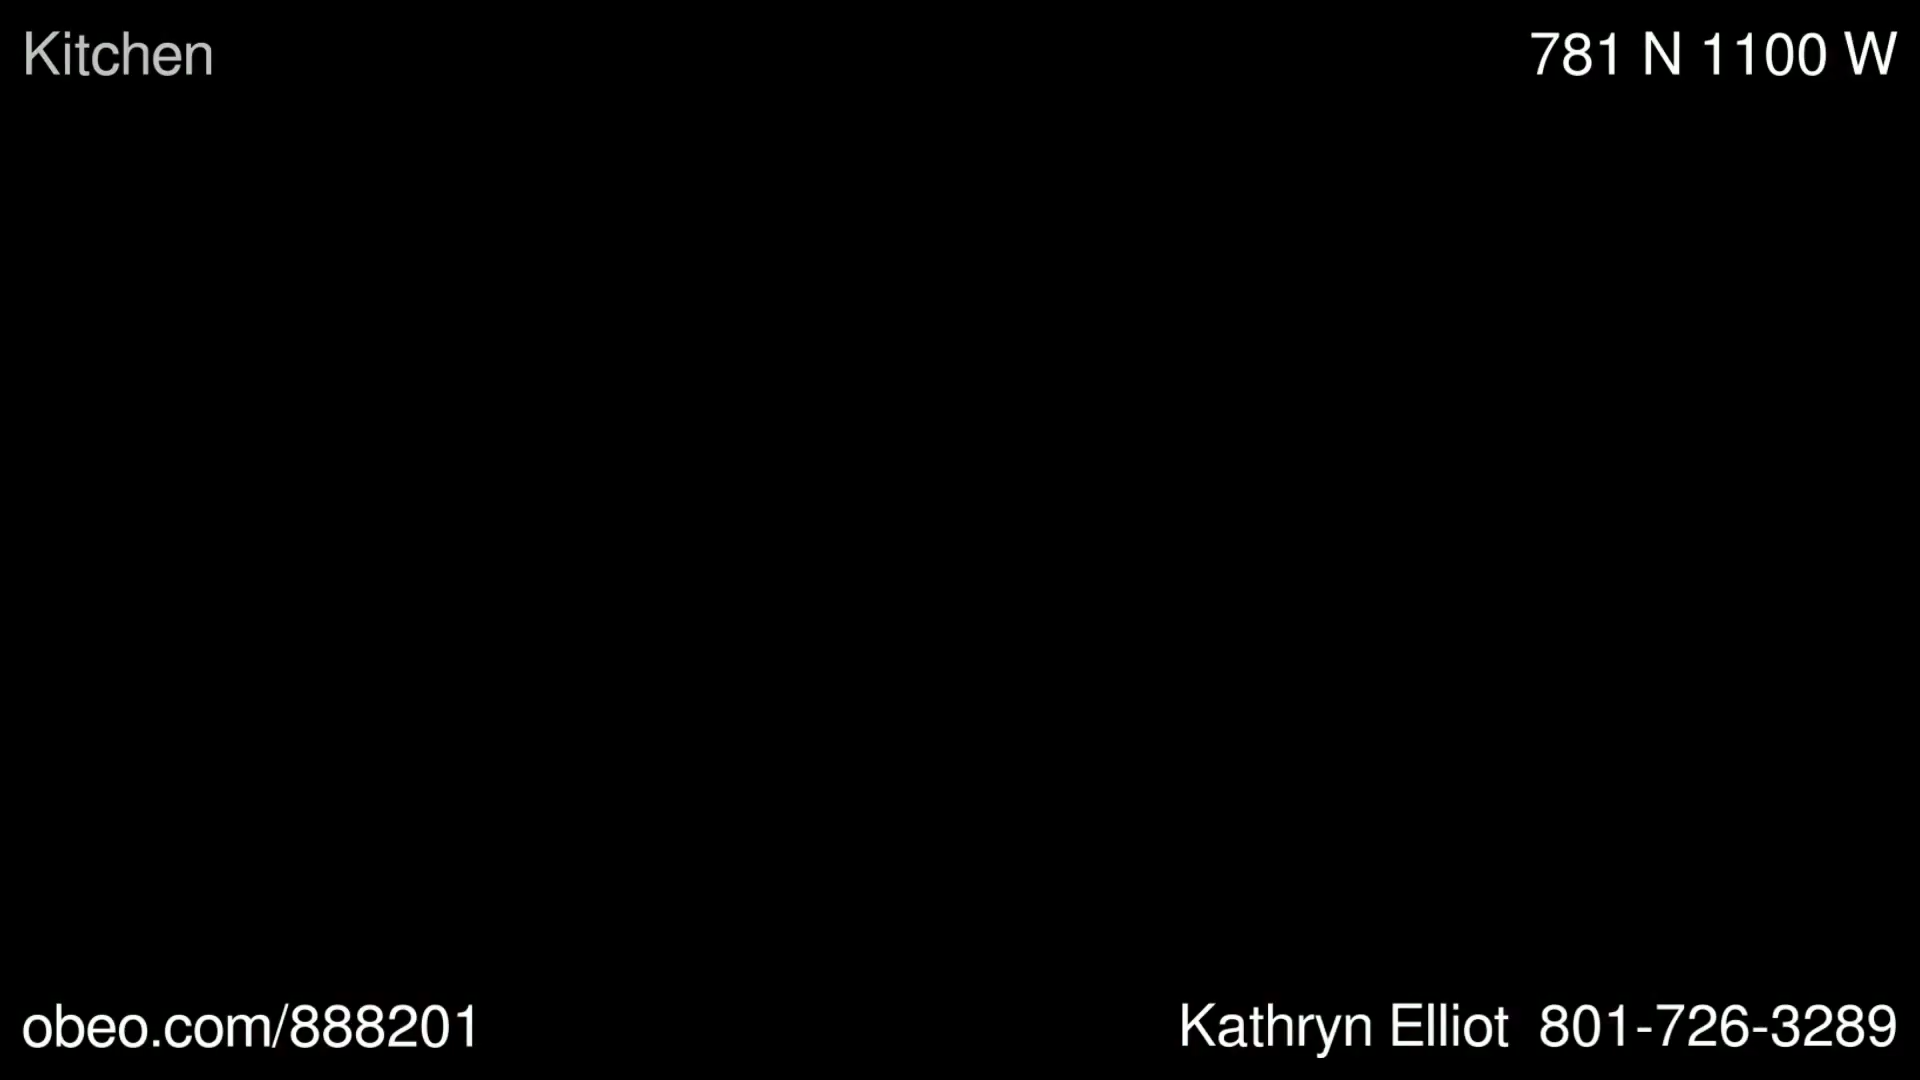 Kitchen
781 N 1100 W
obeo.com/888201
Kathryn Elliot 801-726-3289